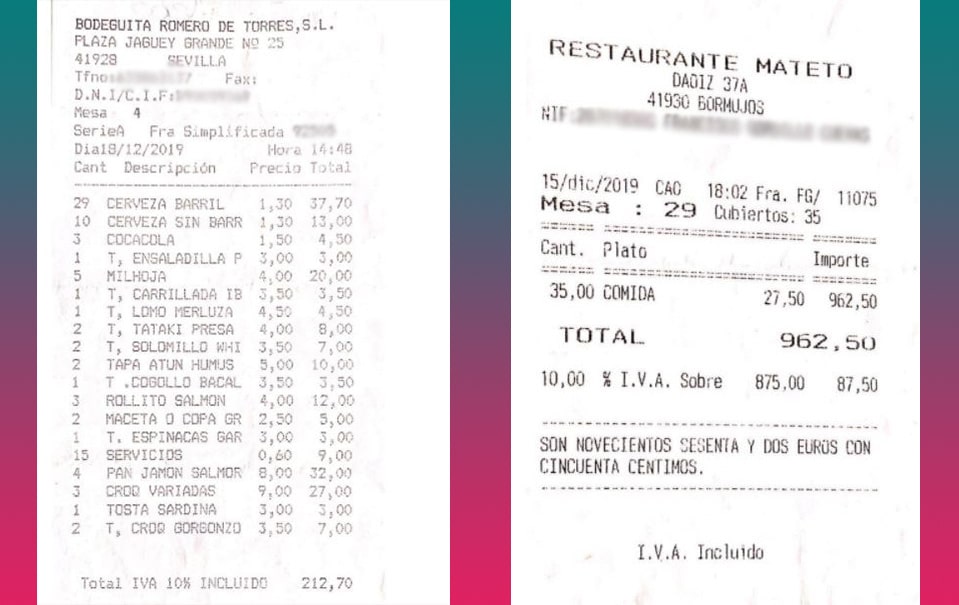 BODEGUITA ROMERO DE TORRES,S.L.
PLAZA JAGUEY GRANDE Nº 25
41928 SEVILLA
Tfno: Fax:
D.N.I/C.I.F:
Mesa 4
SerieA Fra Simplificada
Dia18/12/2019 Hora 14:48
Cant Descripción Precio Total
29 CERVEZA BARRIL 1,30 37,70
10 CERVEZA SIN BARR 1,30 13,00
3 COCACOLA 1,50 4,50
1 T, ENSALADILLA P 3,00 3,00
5 MILHOJA 4,00 20,00
1 T, CARRILLADA IB 3,50 3,50
1 T, LOMO MERLUZA 4,50 4,50
2 T, TATAKI PRESA 4,00 8,00
2 T, SOLOMILLO WHI 3,50 7,00
2 TAPA ATUN HUMUS 5,00 10,00
1 T .COGOLLO BACAL 3,50 3,50
3 ROLLITO SALMON 4,00 12,00
2 MACETA O COPA GR 2,50 5,00
1 T. ESPINACAS GAR 3,00 3,00
15 SERVICIOS 0,60 9,00
4 PAN JAMON SALMOR 8,00 32,00
3 CROQ VARIADAS 9,00 27,00
1 TOSTA SARDINA 3,00 3,00
2 T, CROQ GORGONZO 3,50 7,00
Total IVA 10% INCLUIDO 212,70
RESTAURANTE MATETO
DAOIZ 37A
41930 BORMUJOS
NIF:
15/dic/2019 CAO 18:02 Fra. FG/ 11075
Mesa : 29 Cubiertos: 35
Cant. Plato Importe
35,00 COMIDA 27,50 962,50
TOTAL 962,50
10,00 % I.V.A. Sobre 875,00 87,50
SON NOVECIENTOS SESENTA Y DOS EUROS CON
CINCUENTA CENTIMOS.
I.V.A. Incluido